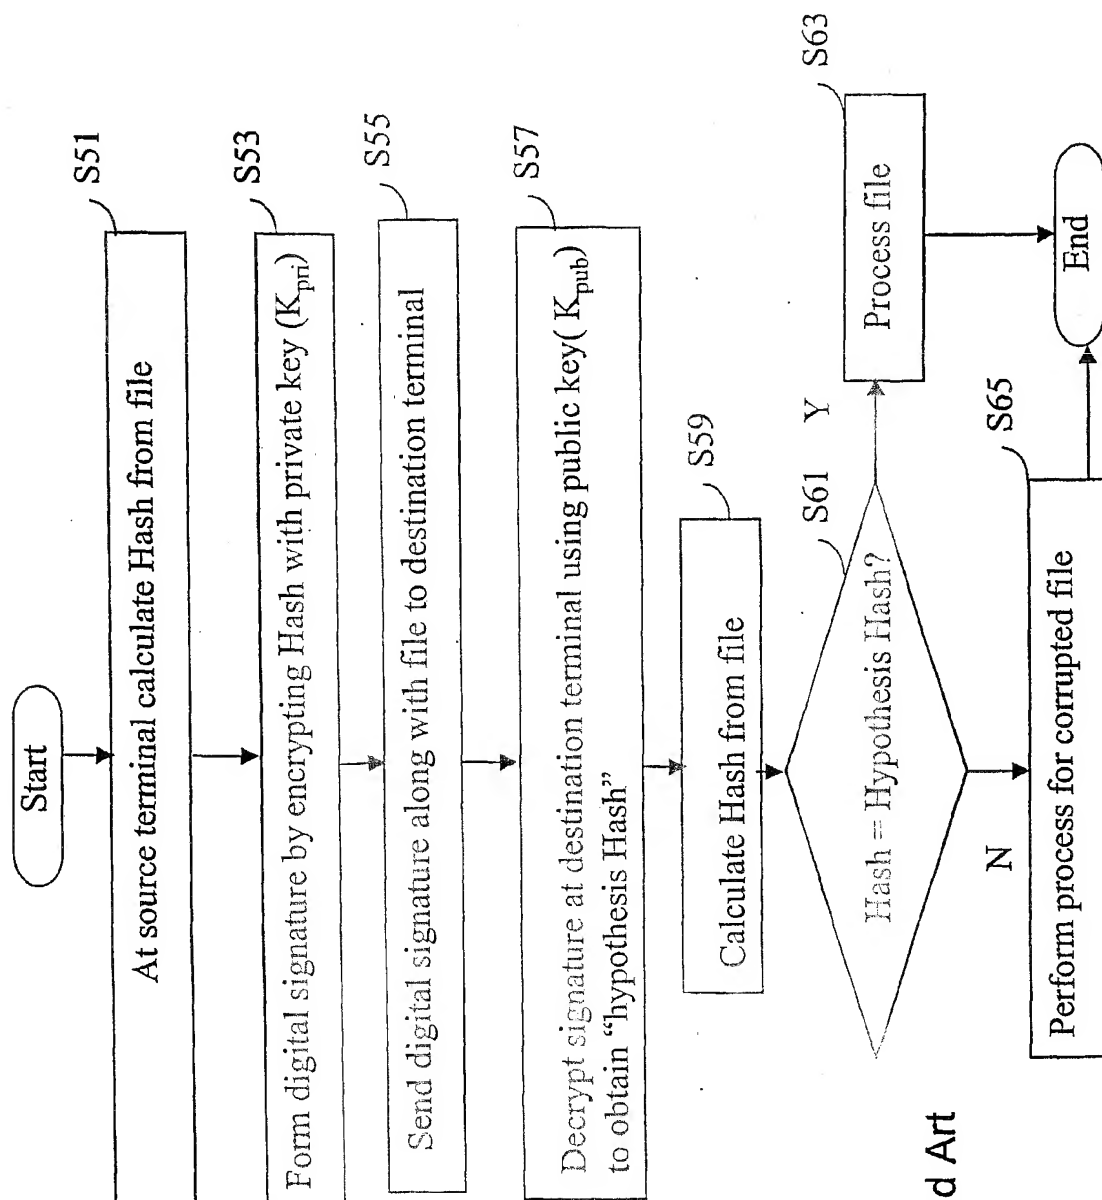 Start
S51
At source terminal calculate Hash from file
S53
Form digital signature by encrypting Hash with private key (Kpri)
S55
Send digital signature along with file to destination terminal
S57
Decrypt signature at destination terminal using public key( Kpub)
to obtain “hypothesis Hash”
S59
Calculate Hash from file
S61
Hash = Hypothesis Hash?
Y
S63
Process file
N
S65
Perform process for corrupted file
End
d Art